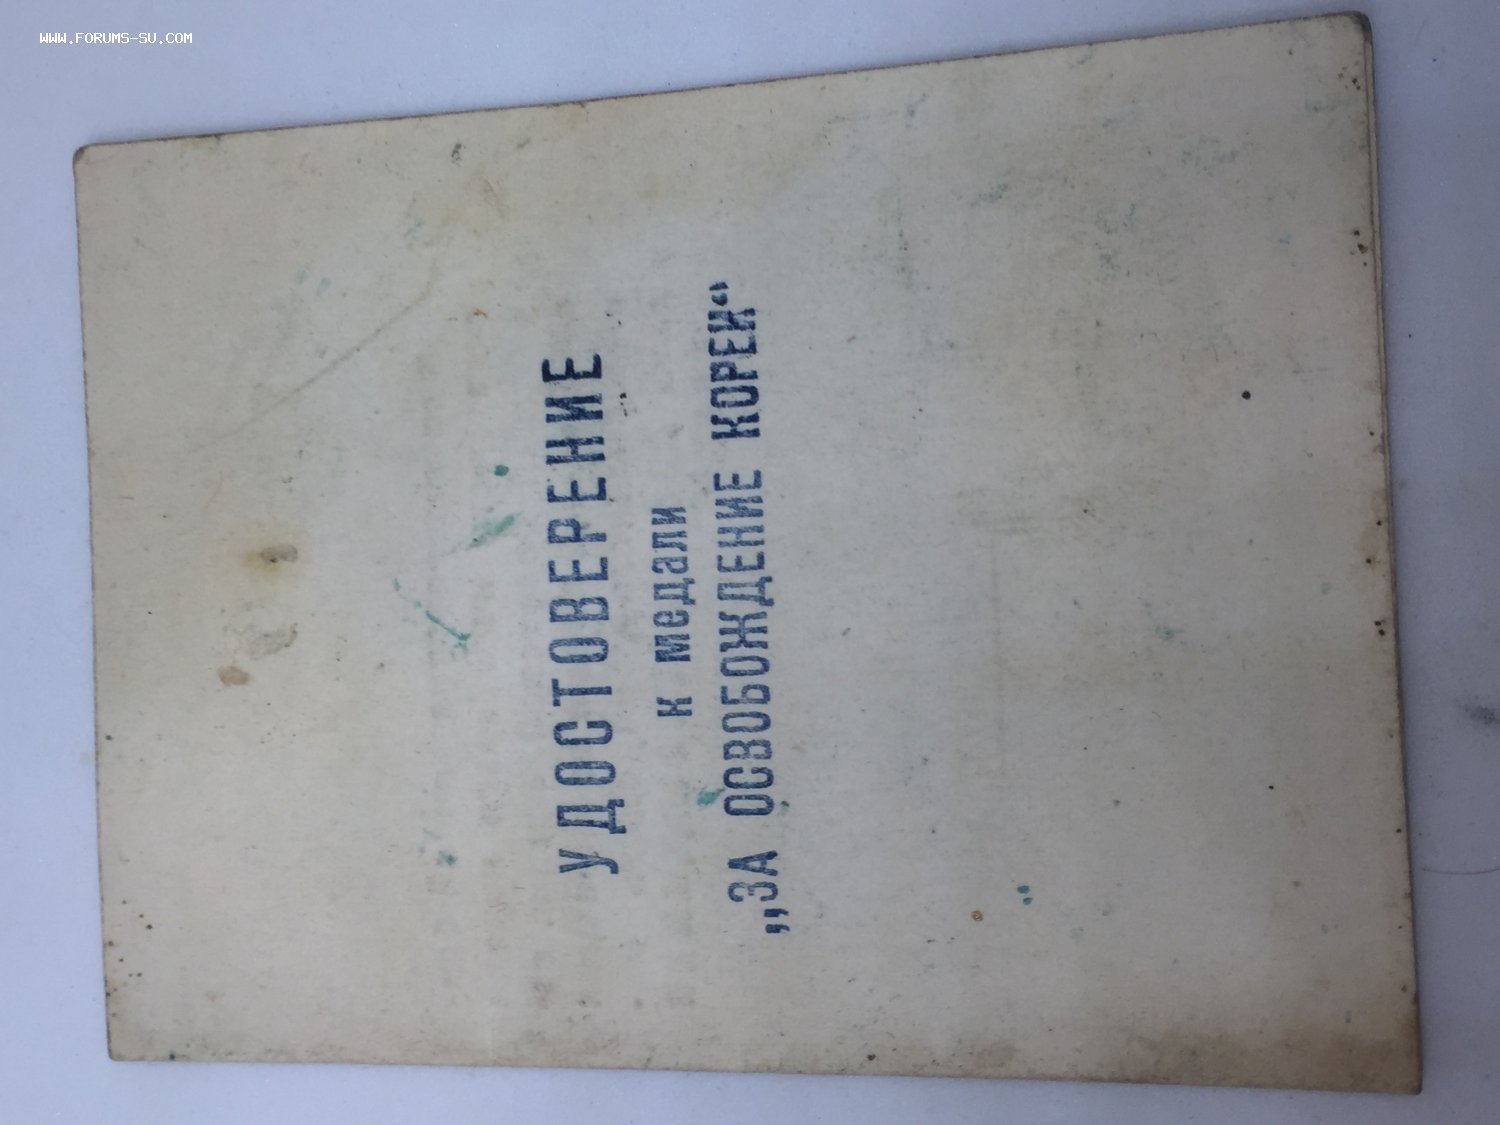 WWW.FORUMS-SU.COM
УДОСТОВЕРЕНИЕ
к медали
„ЗА ОСВОБОЖДЕНИЕ КОРЕИ“